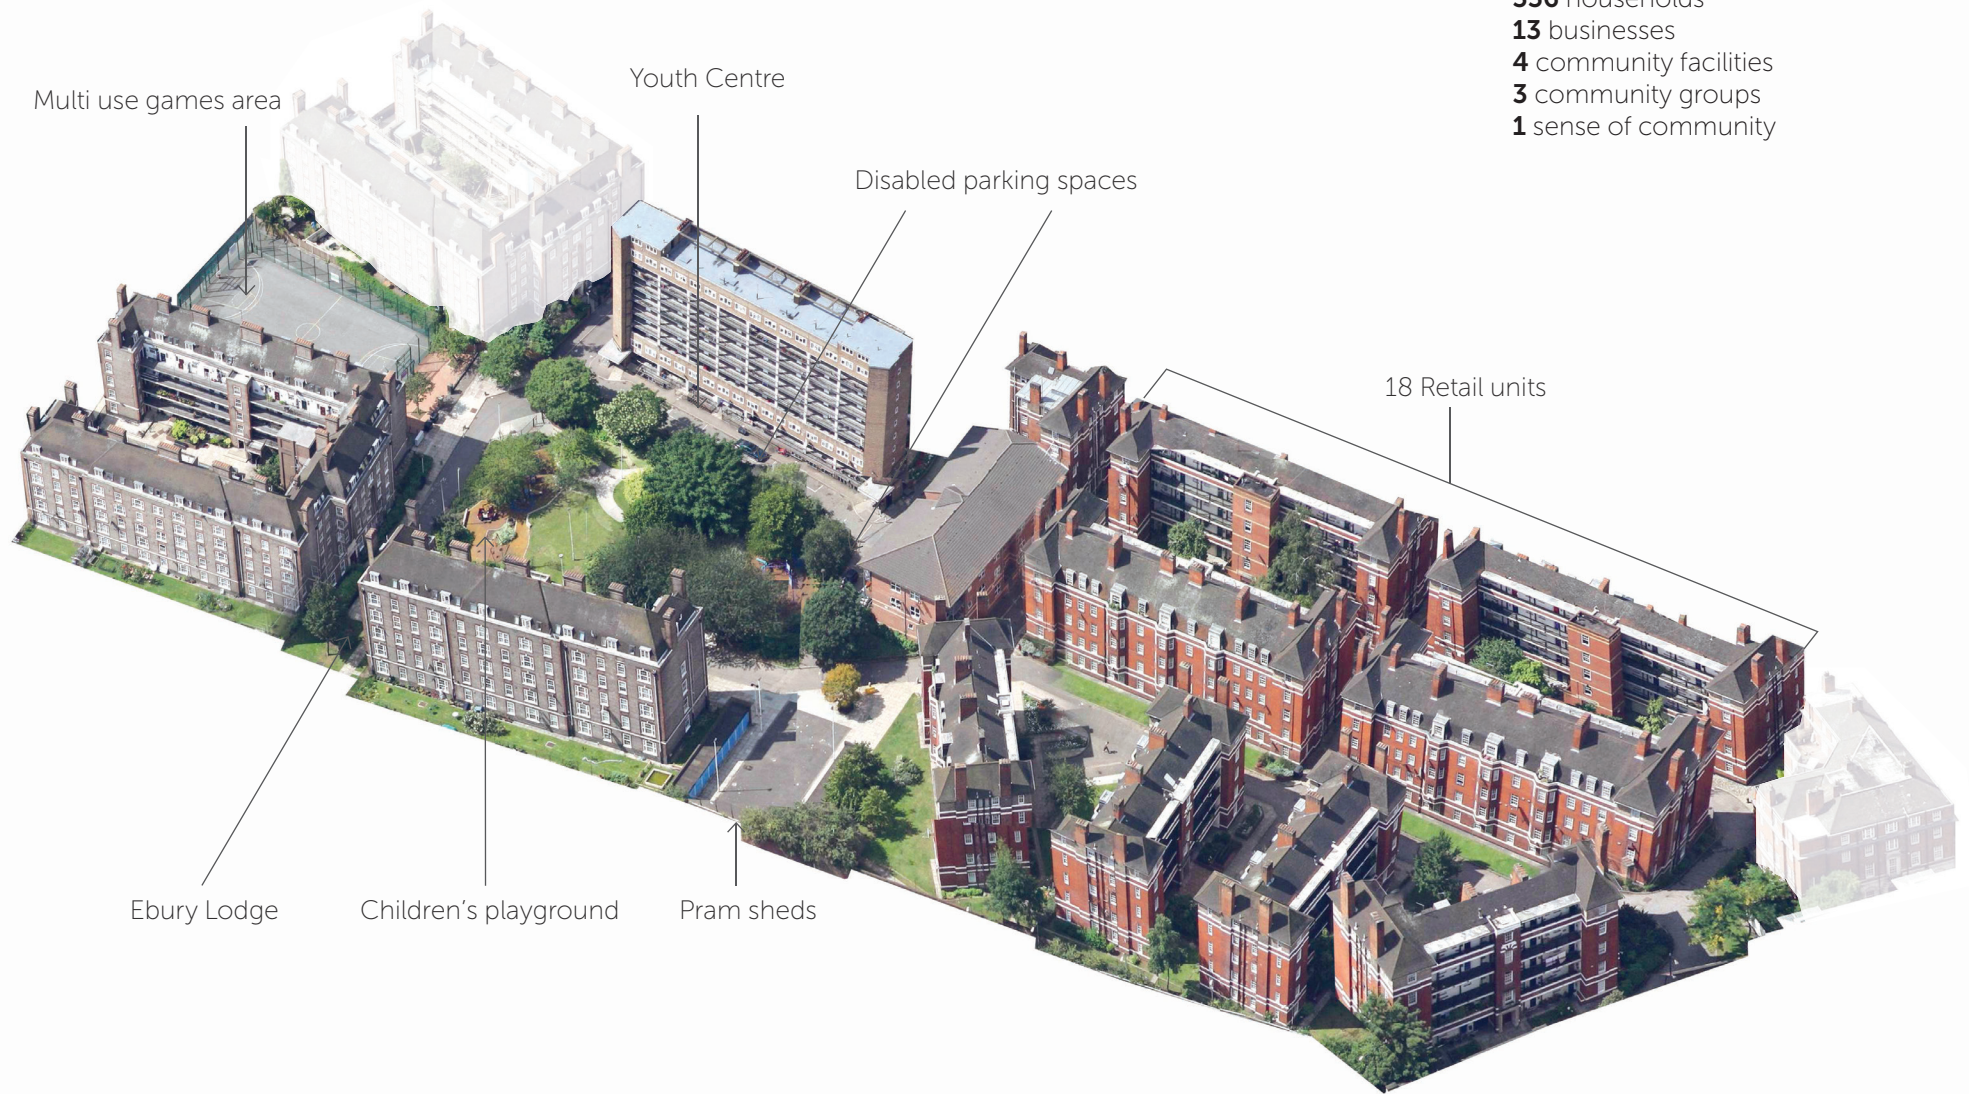 households
13 businesses
4 community facilities
3 community groups
1 sense of community
Multi use games area
Youth Centre
Disabled parking spaces
18 Retail units
Ebury Lodge
Children's playground
Pram sheds